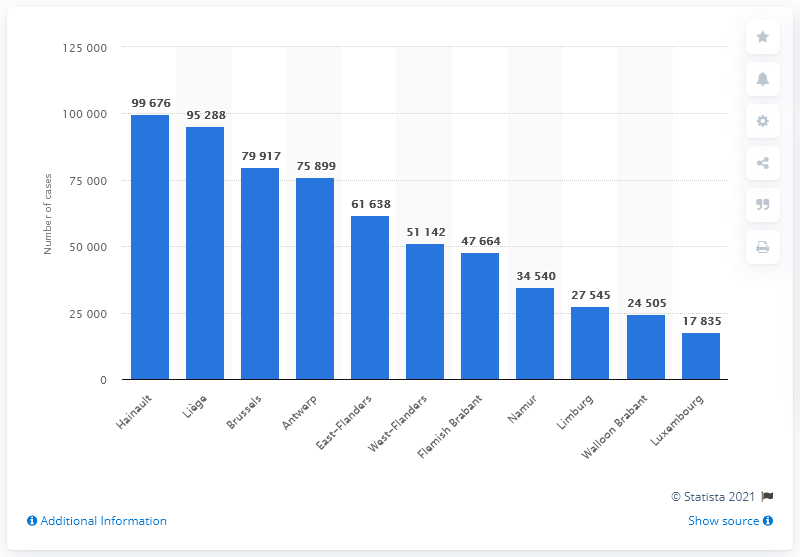 125 000
100 000
75 000
50 000
25 000
0
Number of cases
99 676
95 288
79 917
75 899
61 638
51 142
47 664
34 540
27 545
24 505
17 835
Hainault
Liège
Brussels
Antwerp
East-Flanders
West-Flanders
Flemish Brabant
Namur
Limburg
Walloon Brabant
Luxembourg
© Statista 2021
Additional Information
Show source